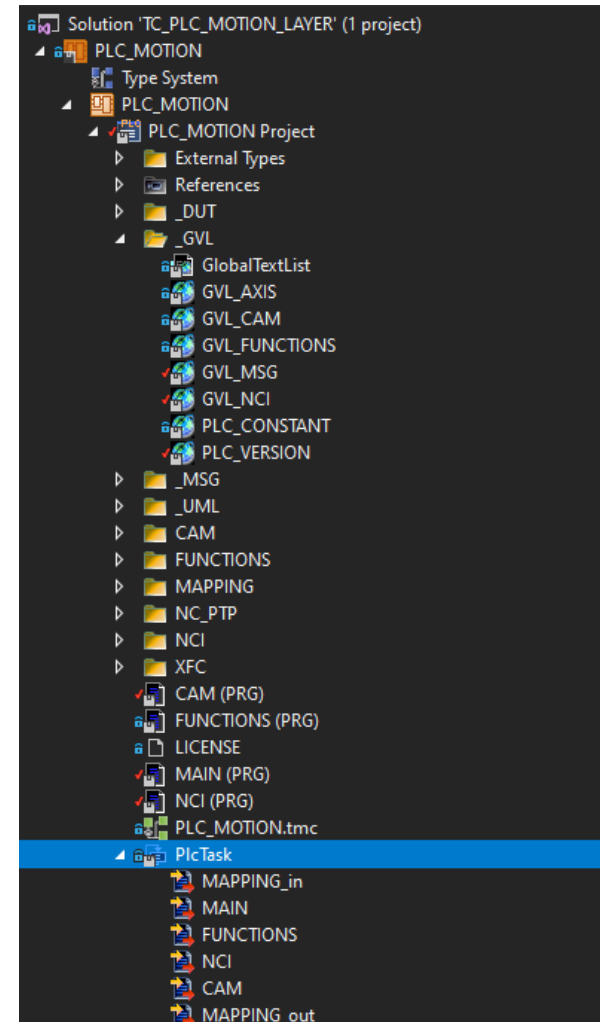 Solution 'TC_PLC_MOTION_LAYER' (1 project)
PLC_MOTION
Type System
PLC_MOTION
PLC_MOTION Project
External Types
References
_DUT
_GVL
GlobalTextList
GVL_AXIS
GVL_CAM
GVL_FUNCTIONS
GVL_MSG
GVL_NCI
PLC_CONSTANT
PLC_VERSION
_MSG
_UML
CAM
FUNCTIONS
MAPPING
NC_PTP
NCI
XFC
CAM (PRG)
FUNCTIONS (PRG)
LICENSE
MAIN (PRG)
NCI (PRG)
PLC_MOTION.tmc
PlcTask
MAPPING_in
MAIN
FUNCTIONS
NCI
CAM
MAPPING_out